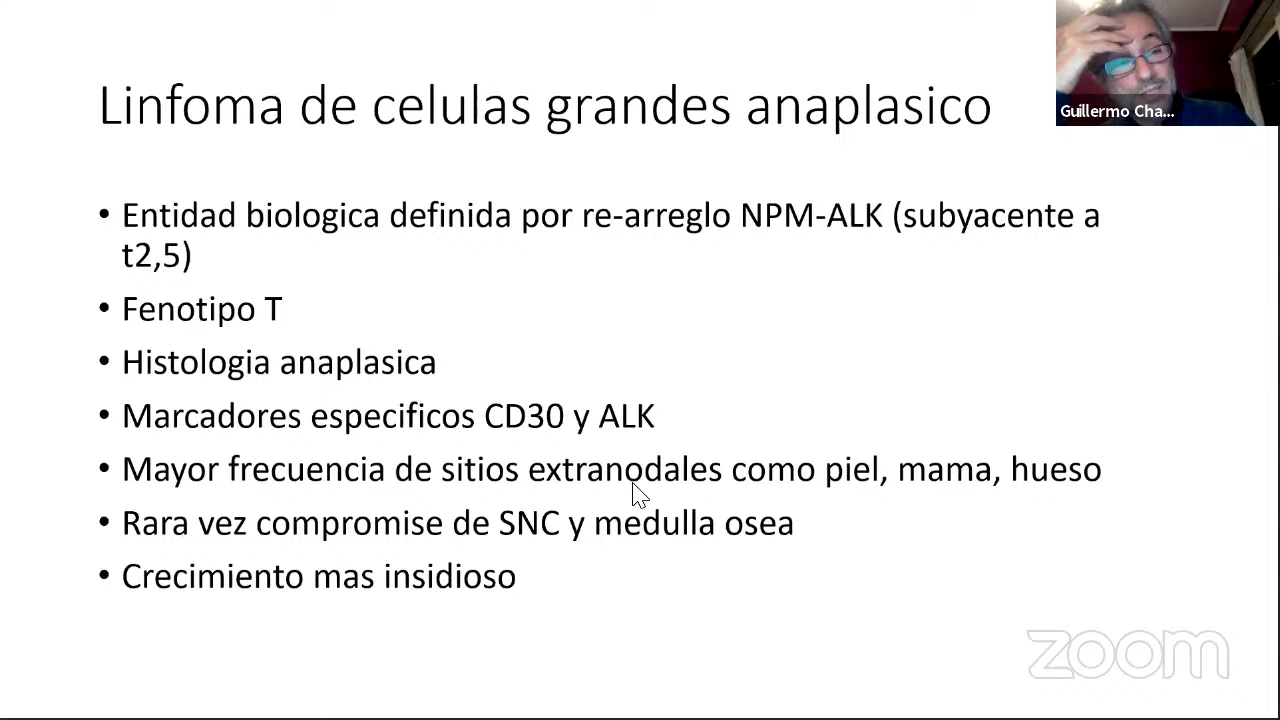 Linfoma de celulas grandes anaplasico
Guillermo Cha...
• Entidad biologica definida por re-arreglo NPM-ALK (subyacente a
t2,5)
• Fenotipo T
• Histologia anaplasica
• Marcadores especificos CD30 y ALK
• Mayor frecuencia de sitios extranodales como piel, mama, hueso
• Rara vez compromise de SNC y medulla osea
• Crecimiento mas insidioso
zoom